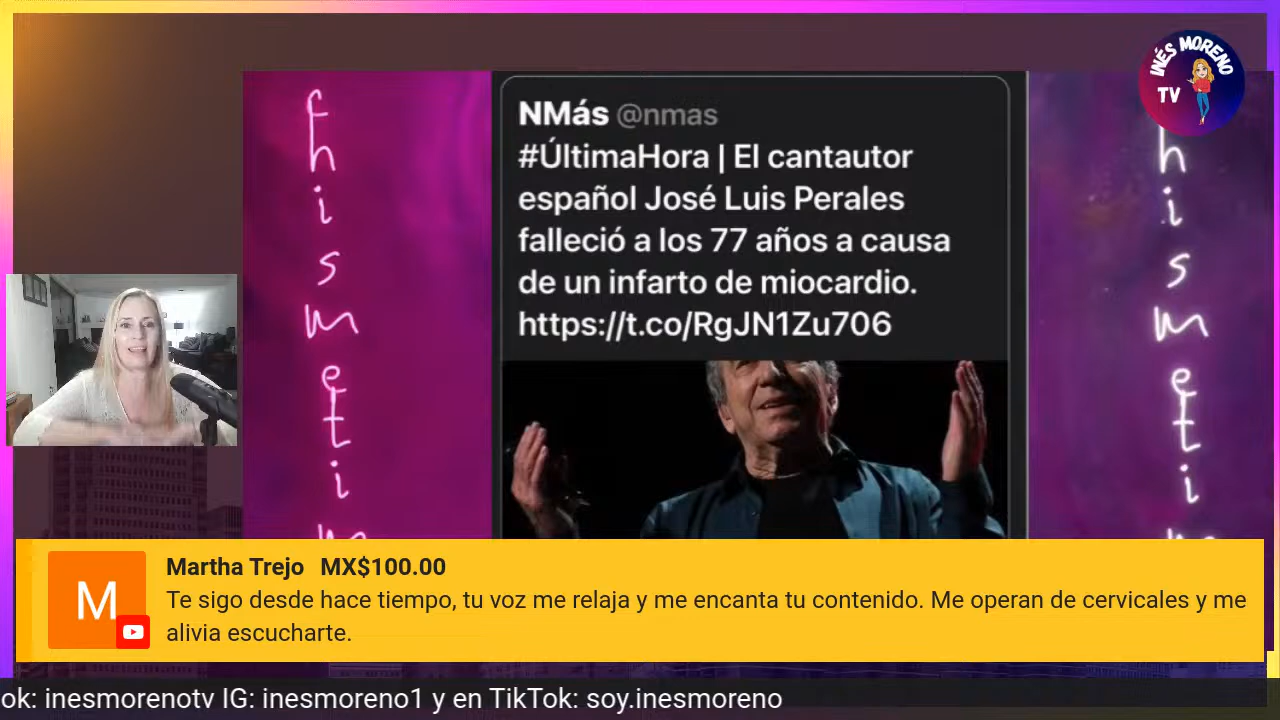 INÉS MORENO
TV
chismetim
hismetim
NMás @nmas
#ÚltimaHora | El cantautor
español José Luis Perales
falleció a los 77 años a causa
de un infarto de miocardio.
https://t.co/RgJN1Zu706
M
Martha Trejo MX$100.00
Te sigo desde hace tiempo, tu voz me relaja y me encanta tu contenido. Me operan de cervicales y me
alivia escucharte.
ok: inesmorenotv IG: inesmoreno1 y en TikTok: soy.inesmoreno